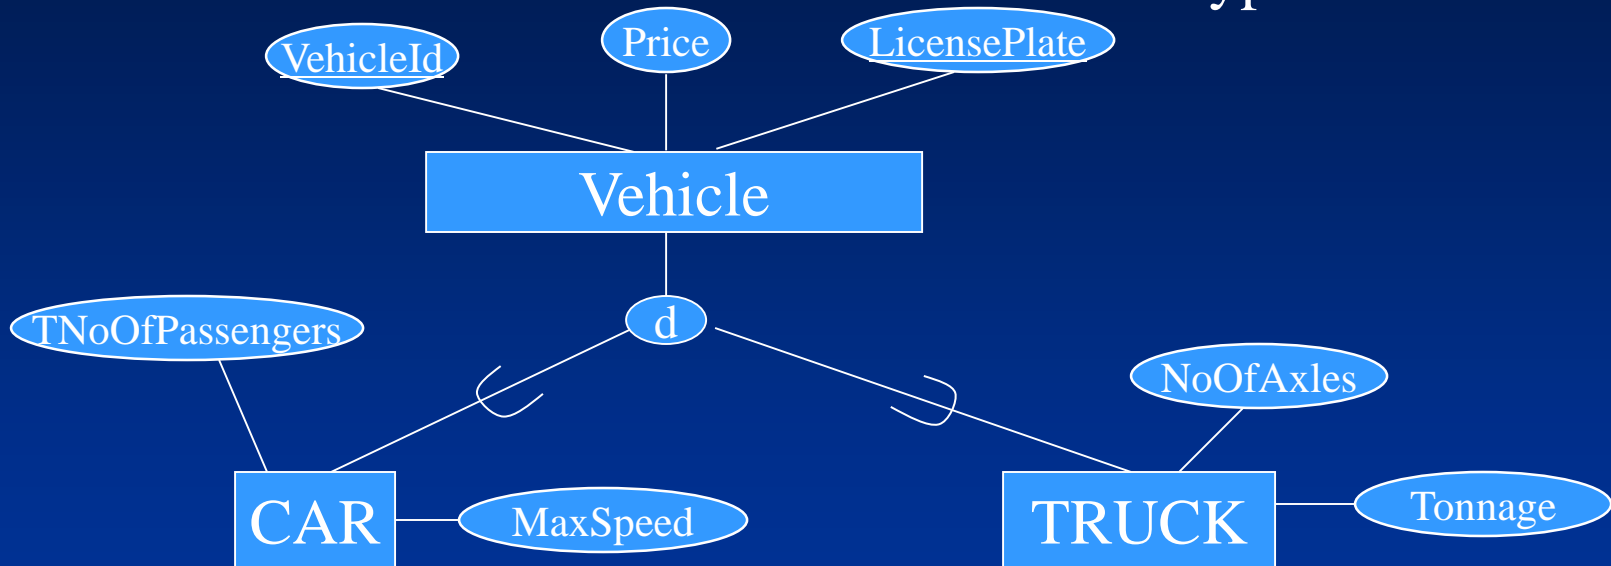 VehicleId
Price
LicensePlate
Vehicle
d
TNoOfPassengers
NoOfAxles
CAR
MaxSpeed
TRUCK
Tonnage